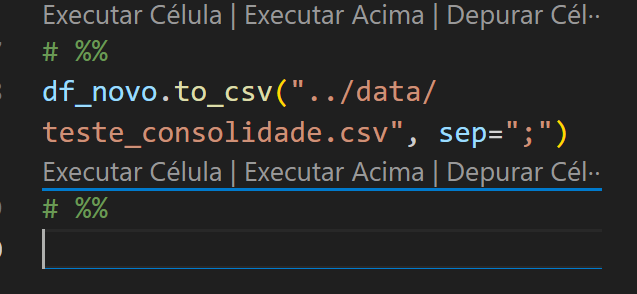 Executar Célula | Executar Acima | Depurar Cél··
# %%
df_novo.to_csv("../data/
teste_consolidade.csv", sep=";")
Executar Célula | Executar Acima | Depurar Cél··
# %%